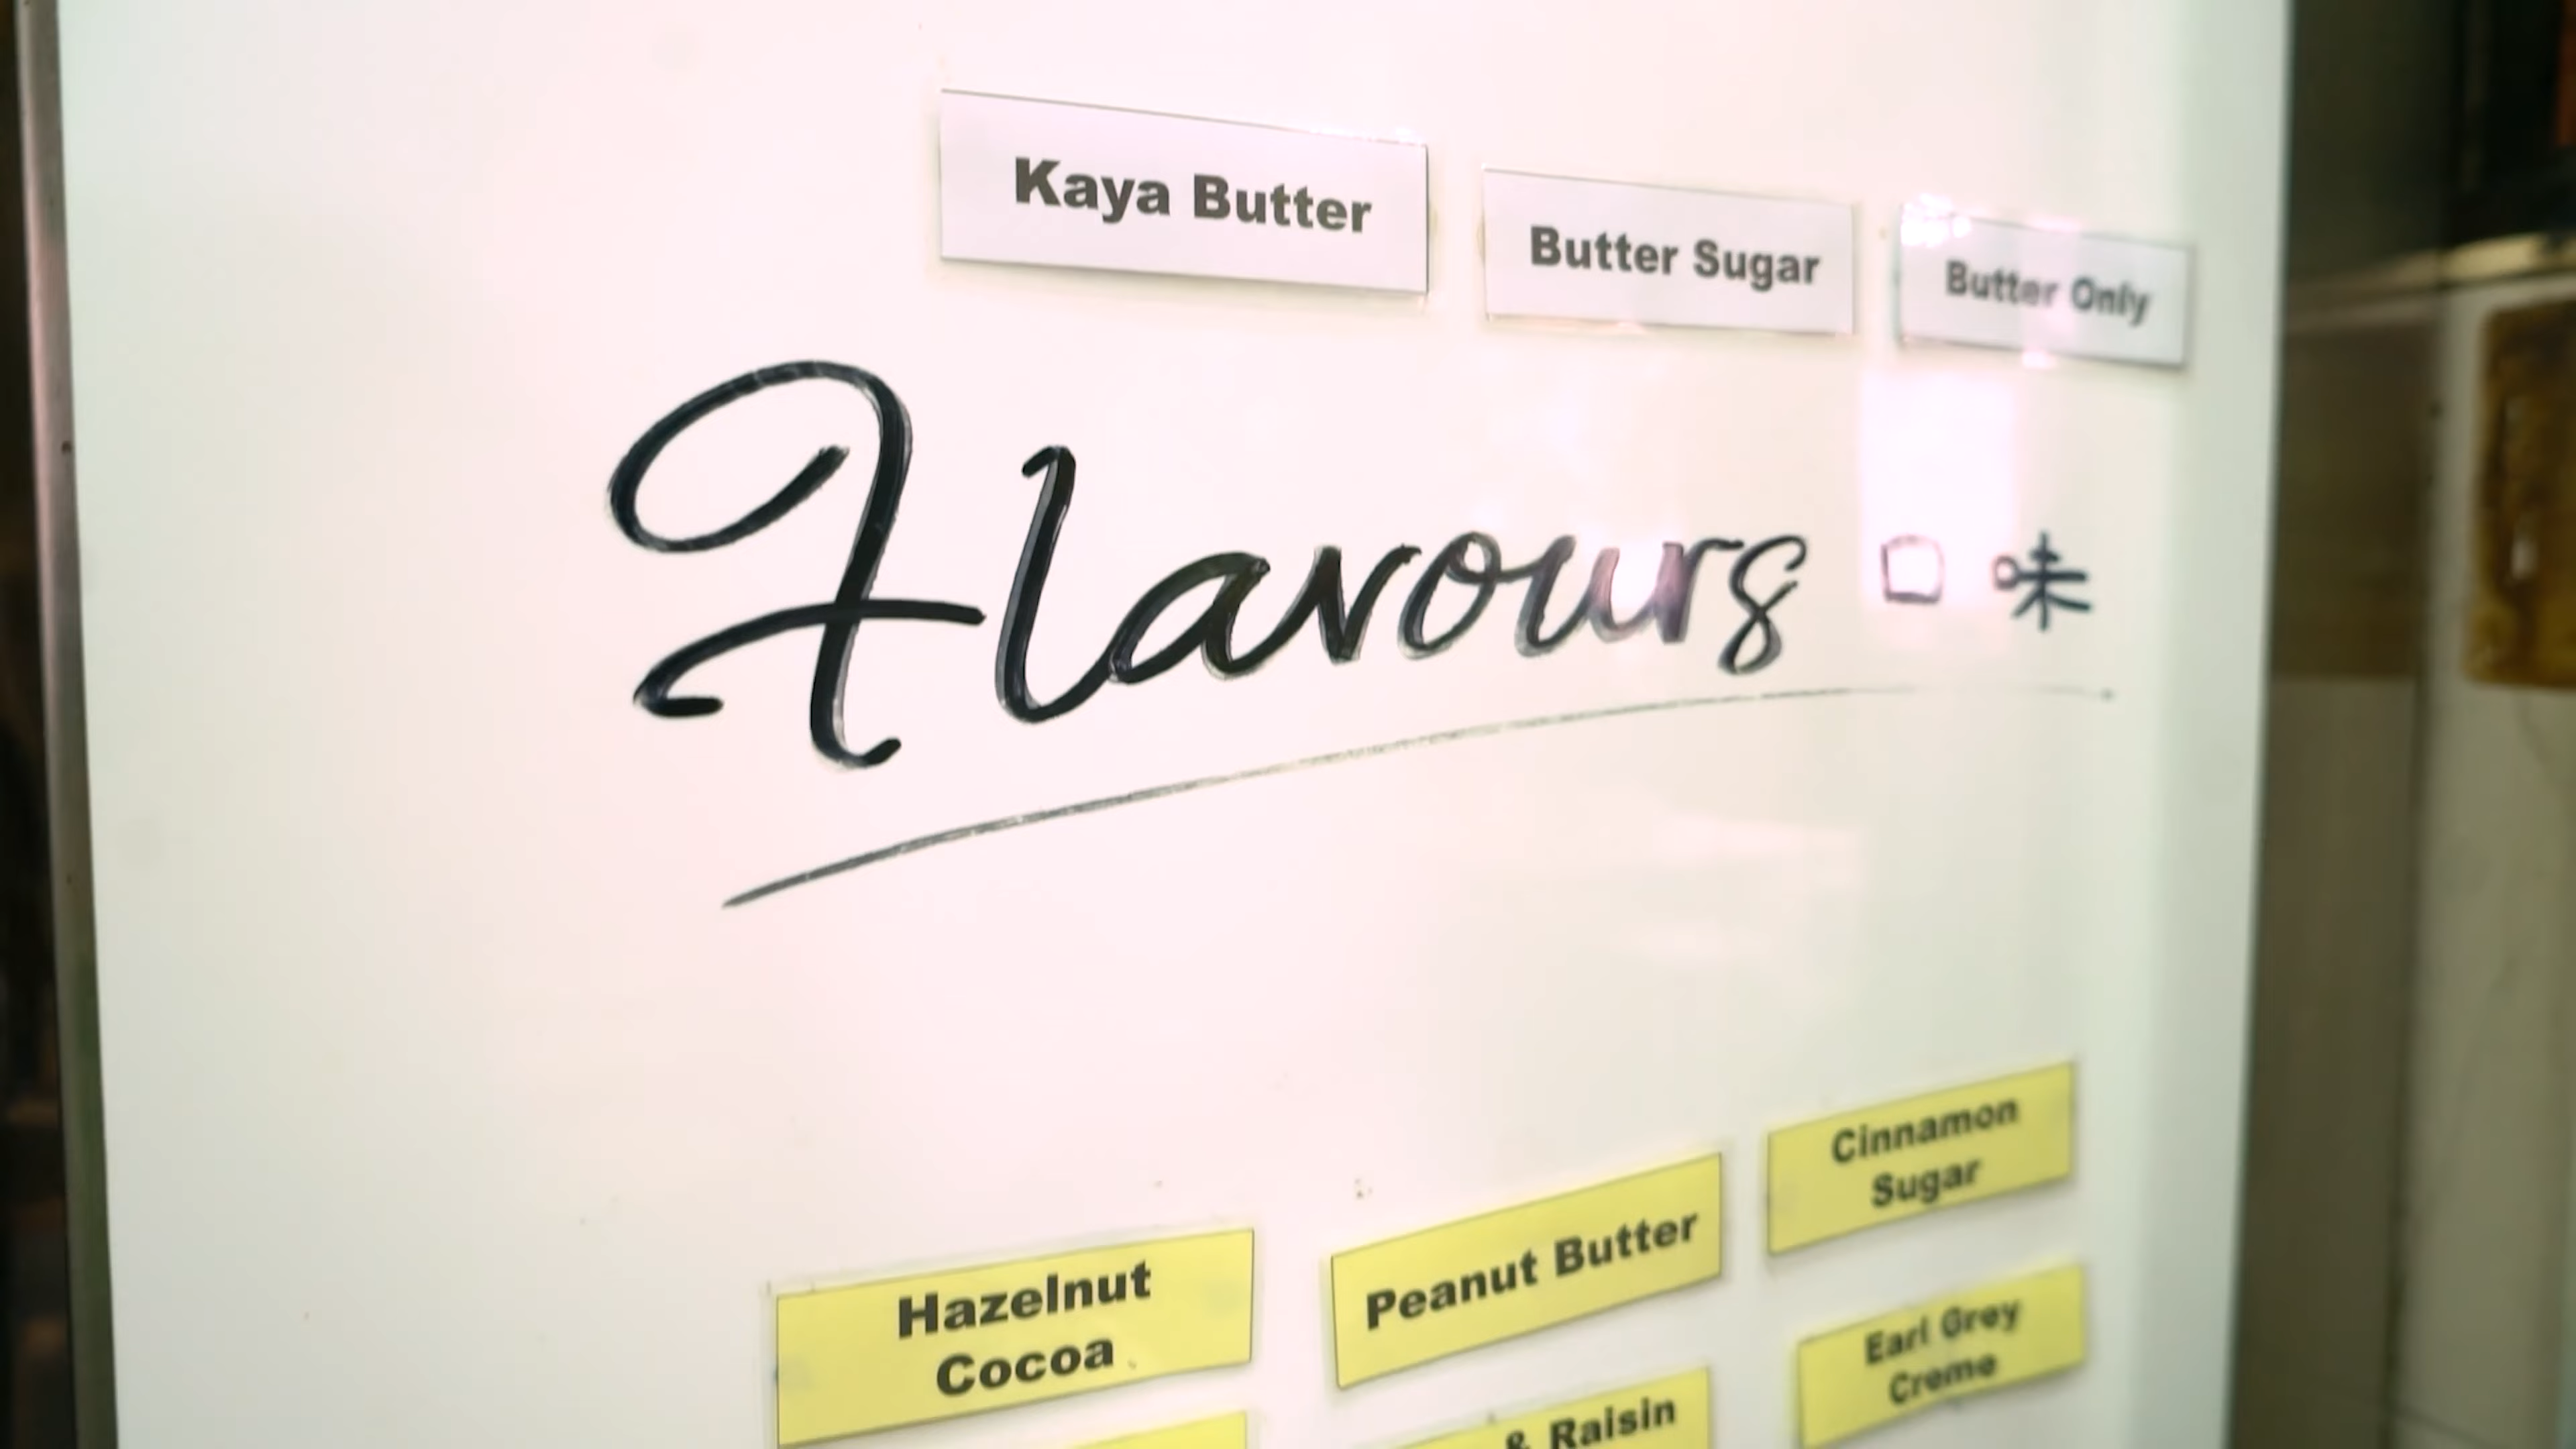 Kaya Butter
Butter Sugar
Butter Only
Flavours 口味
Cinnamon
Sugar
Peanut Butter
Hazelnut
Cocoa
Earl Grey
Creme
& Raisin